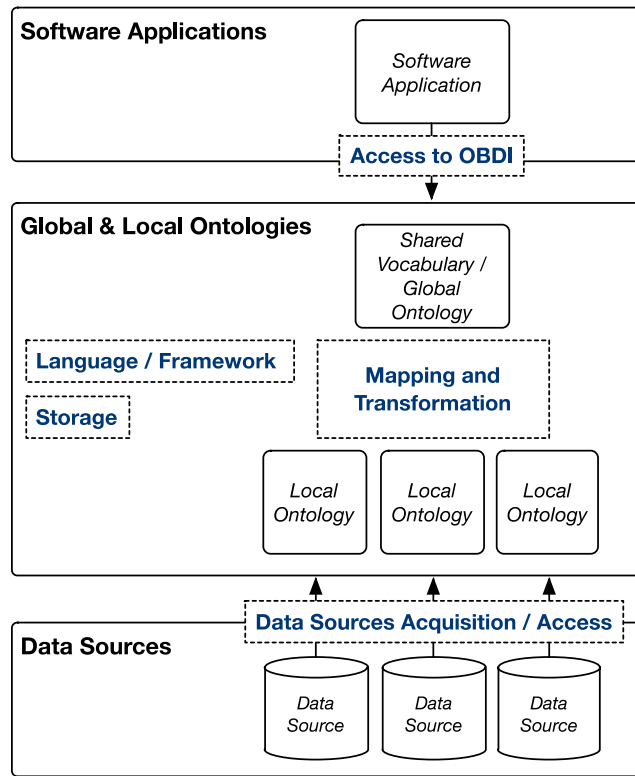 Software Applications
Software
Application
Access to OBDI
Global & Local Ontologies
Shared
Vocabulary /
Global
Ontology
Language / Framework
Mapping and
Transformation
Storage
Local
Ontology
Local
Ontology
Local
Ontology
Data Sources Acquisition / Access
Data Sources
Data
Source
Data
Source
Data
Source